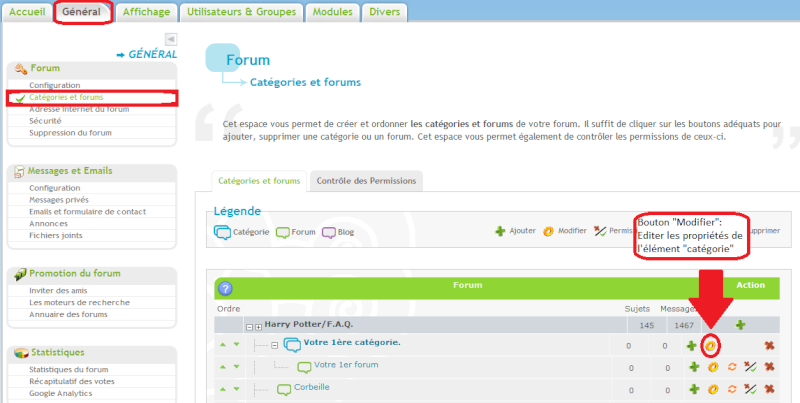 Accueil Général Affichage Utilisateurs & Groupes Modules Divers
GÉNÉRAL
Forum
Configuration
Catégories et forums
Adresse Internet du forum
Sécurité
Suppression du forum
Messages et Emails
Configuration
Messages privés
Emails et formulaire de contact
Annonces
Fichiers joints
Promotion du forum
Inviter des amis
Les moteurs de recherche
Annuaire des forums
Statistiques
Statistiques du forum
Récapitulatif des votes
Google Analytics
Forum
Catégories et forums
Cet espace vous permet de créer et ordonner les catégories et forums de votre forum. Il suffit de cliquer sur les boutons adéquats pour
ajouter, supprimer une catégorie ou un forum. Cet espace vous permet également de contrôler les permissions de ceux-ci.
Catégories et forums Contrôle des Permissions
Légende
Catégorie Forum Blog Ajouter Modifier
Bouton "Modifier":
Editer les propriétés de
l'élément "catégorie"
Forum Action
Ordre Sujets Messages
Harry Potter/F.A.Q. 145 1467
Votre 1ère catégorie. 0 0
Votre 1er forum 0 0
Corbeille 0 0